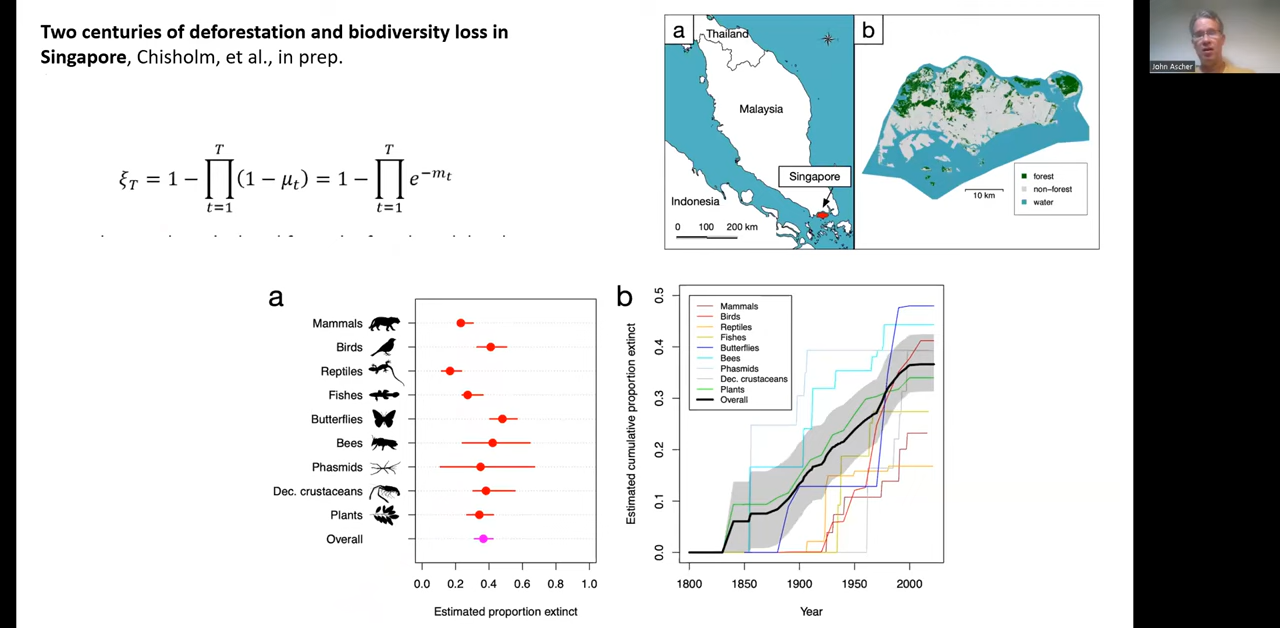 Two centuries of deforestation and biodiversity loss in
Singapore, Chisholm, et al., in prep.
ξ_T = 1 − ∏_{t=1}^{T} (1 − μ_t) = 1 − ∏_{t=1}^{T} e^{−m_t}
a
Thailand
Malaysia
Singapore
Indonesia
0 100 200 km
b
10 km
forest
non−forest
water
John Ascher
a
Mammals
Birds
Reptiles
Fishes
Butterflies
Bees
Phasmids
Dec. crustaceans
Plants
Overall
0.0 0.2 0.4 0.6 0.8 1.0
Estimated proportion extinct
b
Estimated cumulative proportion extinct
0.5
0.4
0.3
0.2
0.1
0.0
Mammals
Birds
Reptiles
Fishes
Butterflies
Bees
Phasmids
Dec. crustaceans
Plants
Overall
1800 1850 1900 1950 2000
Year